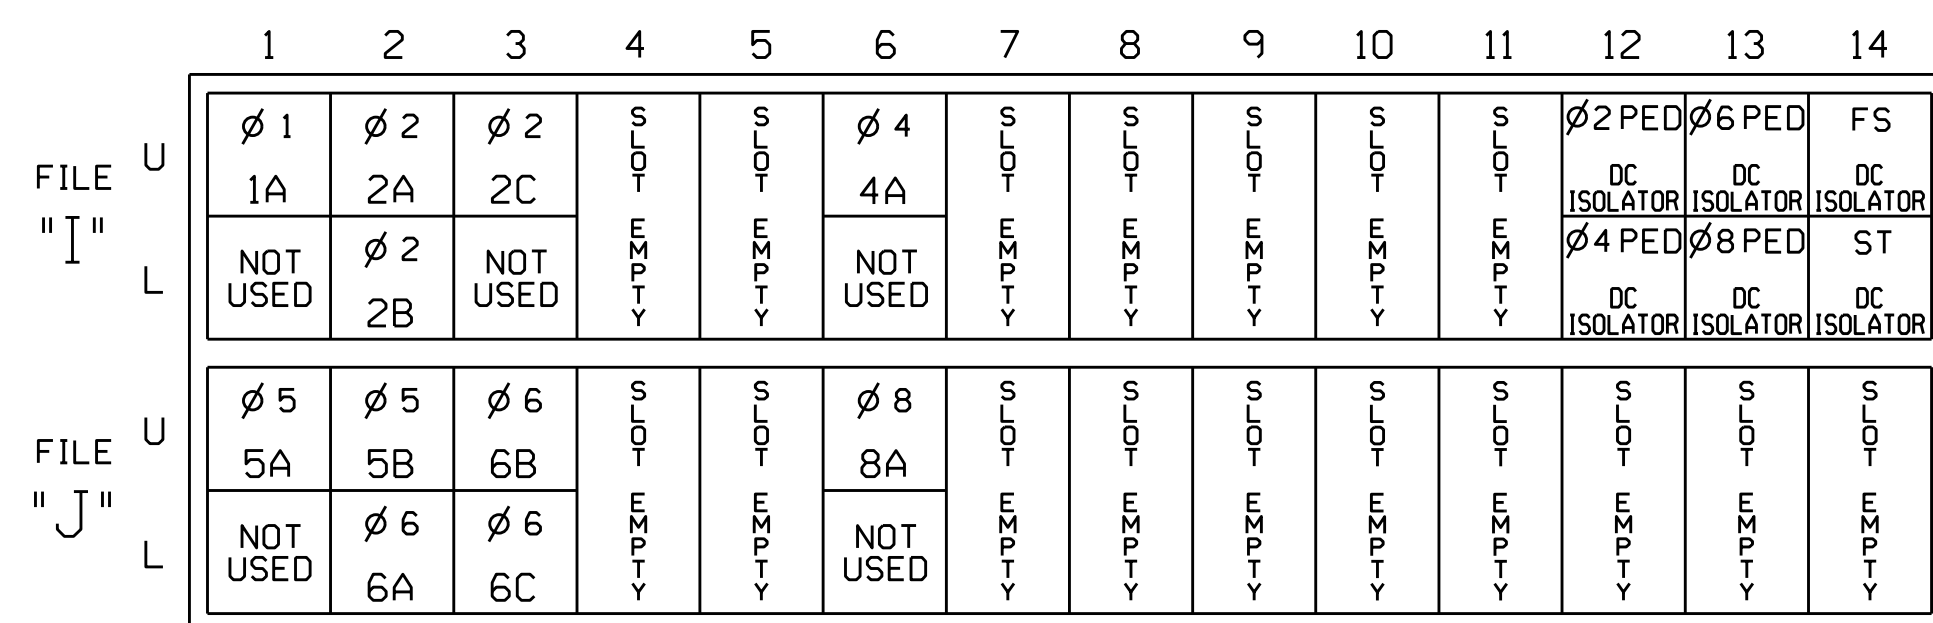 1 2 3 4 5 6 7 8 9 10 11 12 13 14
FILE "I"
U
Ø 1 1A
Ø 2 2A
Ø 2 2C
SLOT EMPTY
SLOT EMPTY
Ø 4 4A
SLOT EMPTY
SLOT EMPTY
SLOT EMPTY
SLOT EMPTY
SLOT EMPTY
Ø2 PED DC ISOLATOR
Ø6 PED DC ISOLATOR
FS DC ISOLATOR
L
NOT USED
Ø 2 2B
NOT USED
NOT USED
Ø4 PED DC ISOLATOR
Ø8 PED DC ISOLATOR
ST DC ISOLATOR
FILE "J"
U
Ø 5 5A
Ø 5 5B
Ø 6 6B
SLOT EMPTY
SLOT EMPTY
Ø 8 8A
SLOT EMPTY
SLOT EMPTY
SLOT EMPTY
SLOT EMPTY
SLOT EMPTY
SLOT EMPTY
SLOT EMPTY
SLOT EMPTY
L
NOT USED
Ø 6 6A
Ø 6 6C
NOT USED